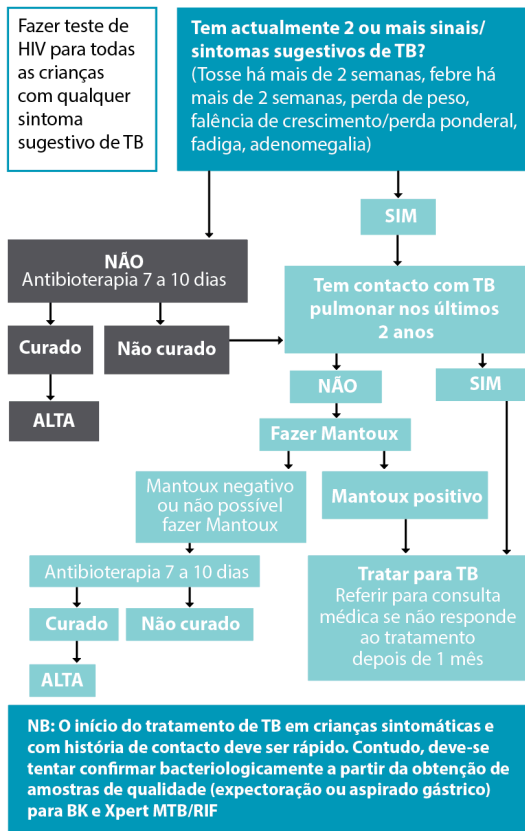 Fazer teste de
HIV para todas
as crianças
com qualquer
sintoma
sugestivo de TB
Tem actualmente 2 ou mais sinais/
sintomas sugestivos de TB?
(Tosse há mais de 2 semanas, febre há
mais de 2 semanas, perda de peso,
falência de crescimento/perda ponderal,
fadiga, adenomegalia)
SIM
NÃO
Antibioterapia 7 a 10 dias
Tem contacto com TB
pulmonar nos últimos
2 anos
Curado
Não curado
ALTA
NÃO
SIM
Fazer Mantoux
Mantoux negativo
ou não possível
fazer Mantoux
Mantoux positivo
Antibioterapia 7 a 10 dias
Curado
Não curado
ALTA
Tratar para TB
Referir para consulta
médica se não responde
ao tratamento
depois de 1 mês
NB: O início do tratamento de TB em crianças sintomáticas e
com história de contacto deve ser rápido. Contudo, deve-se
tentar confirmar bacteriologicamente a partir da obtenção de
amostras de qualidade (expectoração ou aspirado gástrico)
para BK e Xpert MTB/RIF